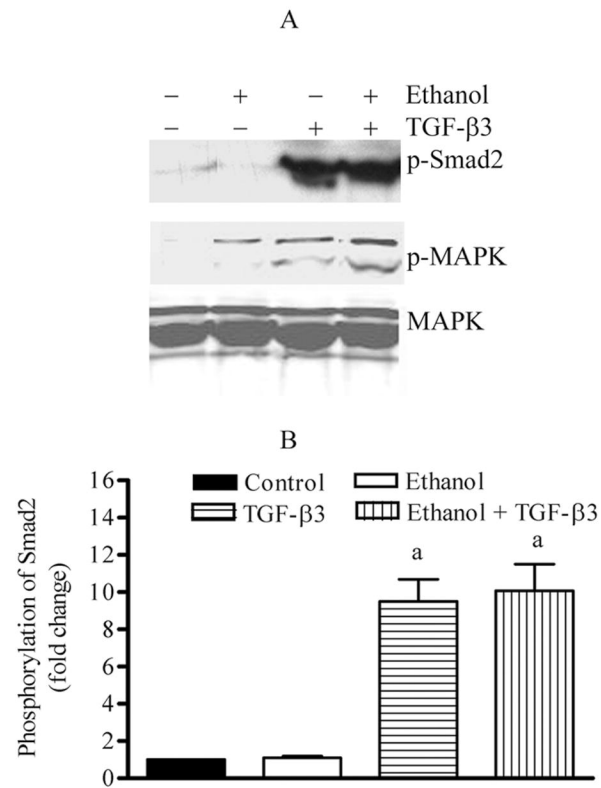 A
− + − + Ethanol
− − + + TGF-β3
p-Smad2
p-MAPK
MAPK
B
Phosphorylation of Smad2
(fold change)
16
14
12
10
8
6
4
2
0
Control
Ethanol
TGF-β3
Ethanol + TGF-β3
a
a